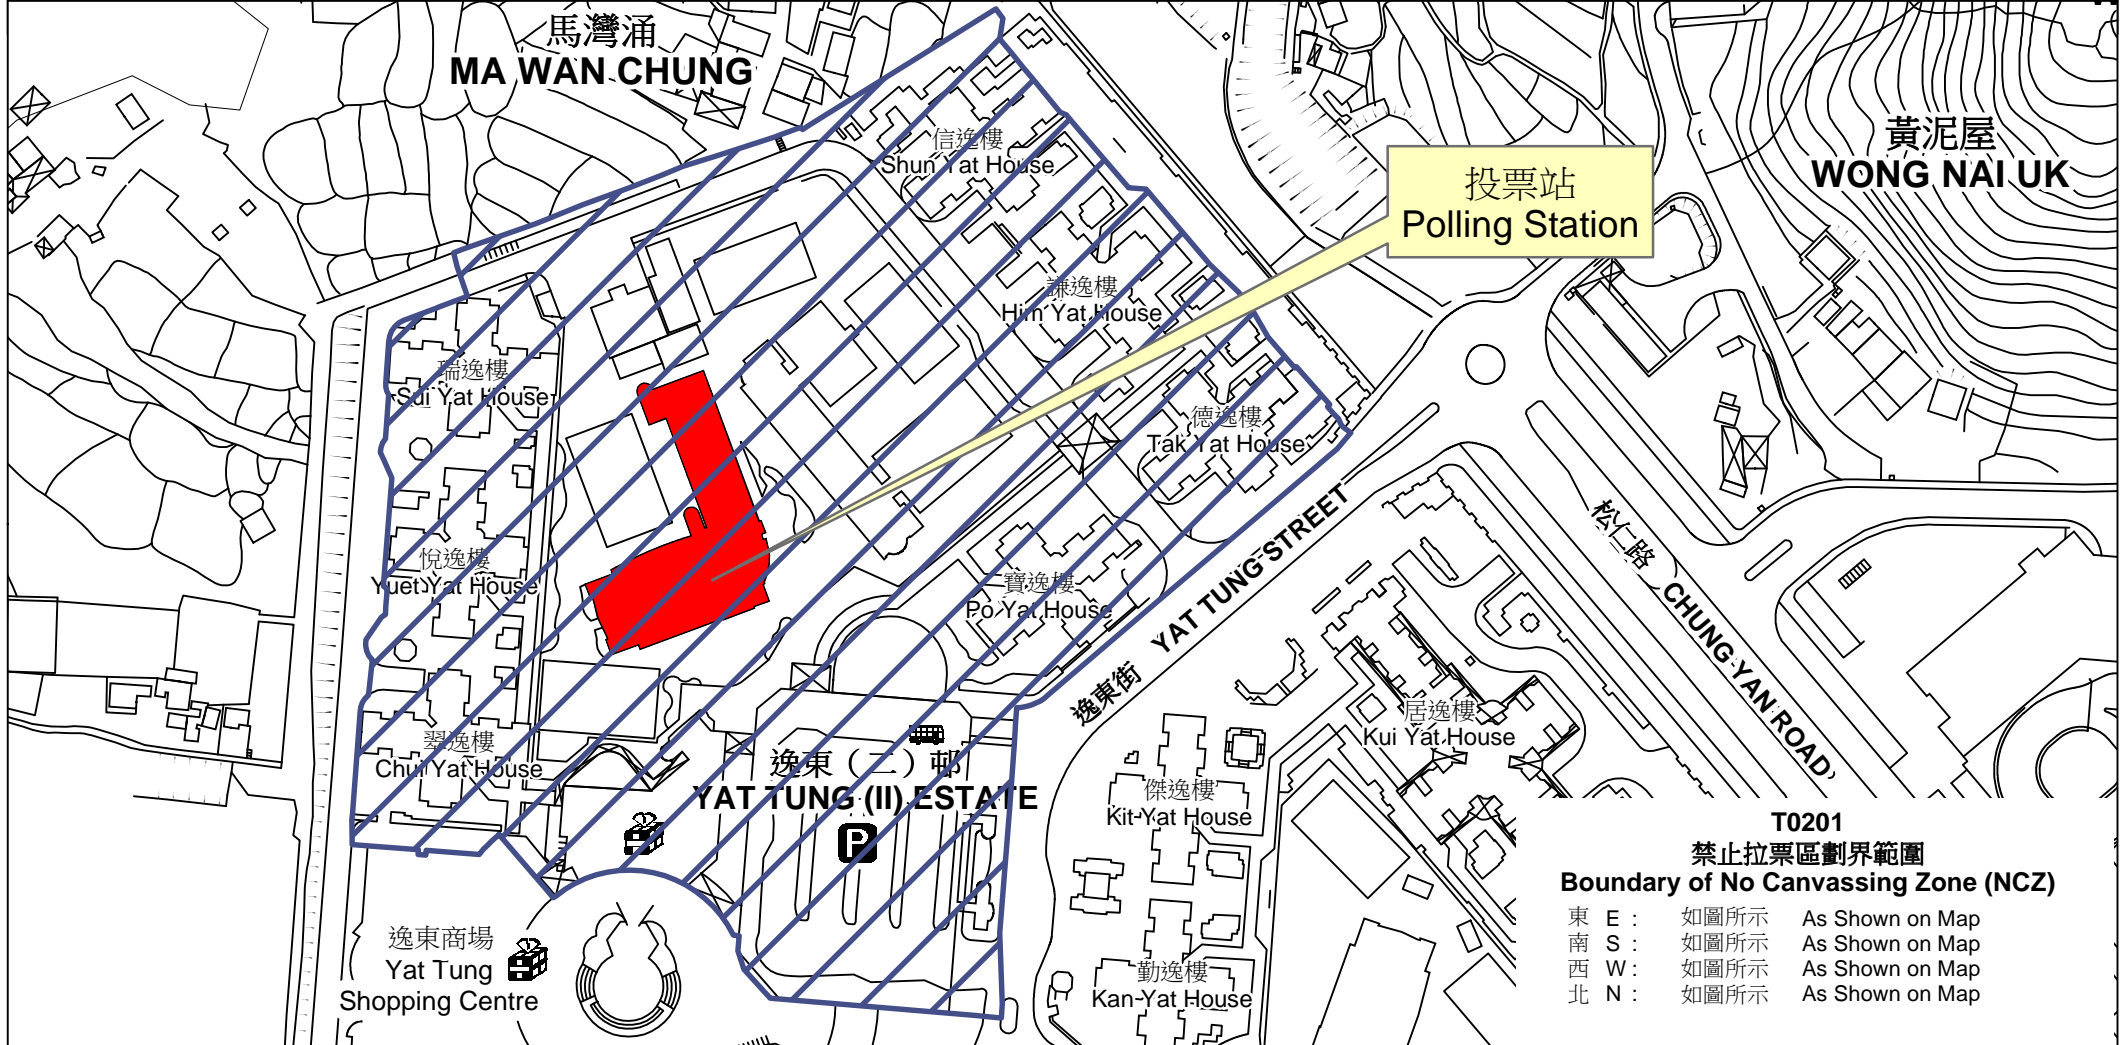 馬灣涌
MA WAN CHUNG
黃泥屋
WONG NAI UK
投票站
Polling Station
信逸樓
Shun Yat House
謙逸樓
Him Yat House
瑞逸樓
Sui Yat House
德逸樓
Tak Yat House
悅逸樓
Yuet Yat House
寶逸樓
Po Yat House
逸東街 YAT TUNG STREET
松仁路 CHUNG YAN ROAD
翠逸樓
Chui Yat House
逸東（二）邨
YAT TUNG (II) ESTATE
P
居逸樓
Kui Yat House
傑逸樓
Kit Yat House
勤逸樓
Kan Yat House
逸東商場
Yat Tung
Shopping Centre
T0201
禁止拉票區劃界範圍
Boundary of No Canvassing Zone (NCZ)
東 E : 如圖所示 As Shown on Map
南 S : 如圖所示 As Shown on Map
西 W : 如圖所示 As Shown on Map
北 N : 如圖所示 As Shown on Map